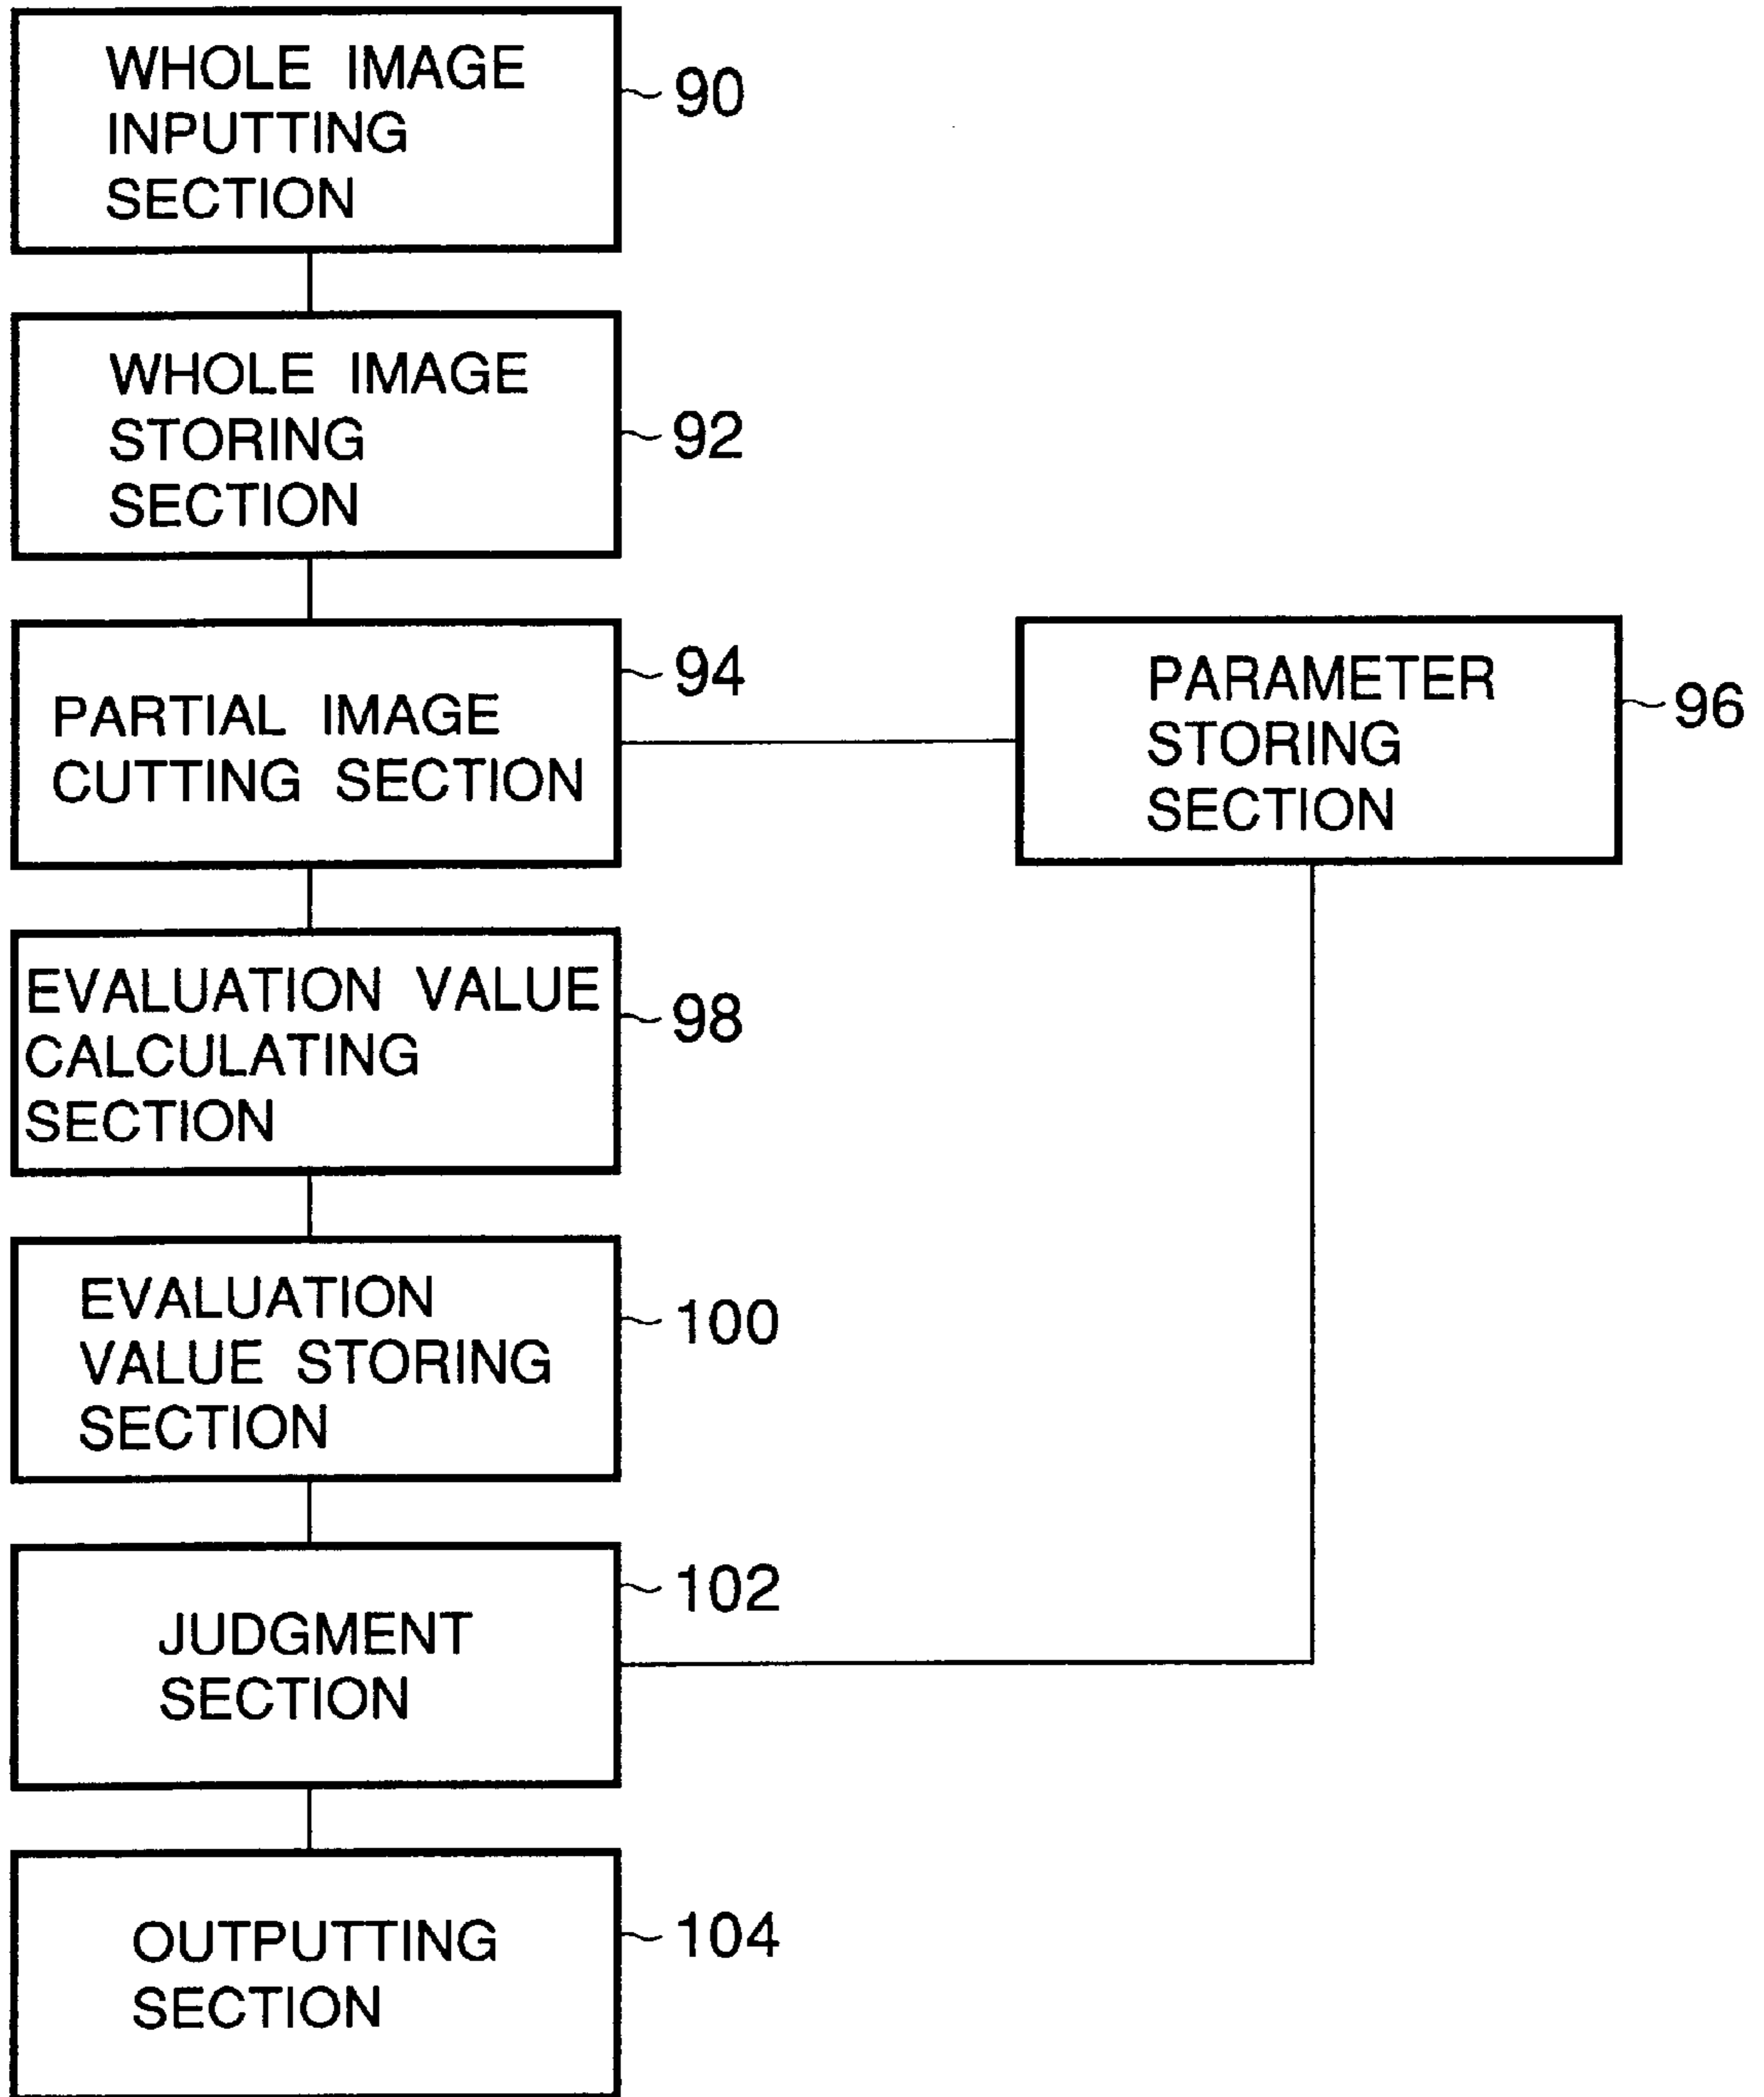 WHOLE IMAGE
INPUTTING
SECTION
90
WHOLE IMAGE
STORING
SECTION
92
PARTIAL IMAGE
CUTTING SECTION
94
PARAMETER
STORING
SECTION
96
EVALUATION VALUE
CALCULATING
SECTION
98
EVALUATION
VALUE STORING
SECTION
100
JUDGMENT
SECTION
102
OUTPUTTING
SECTION
104